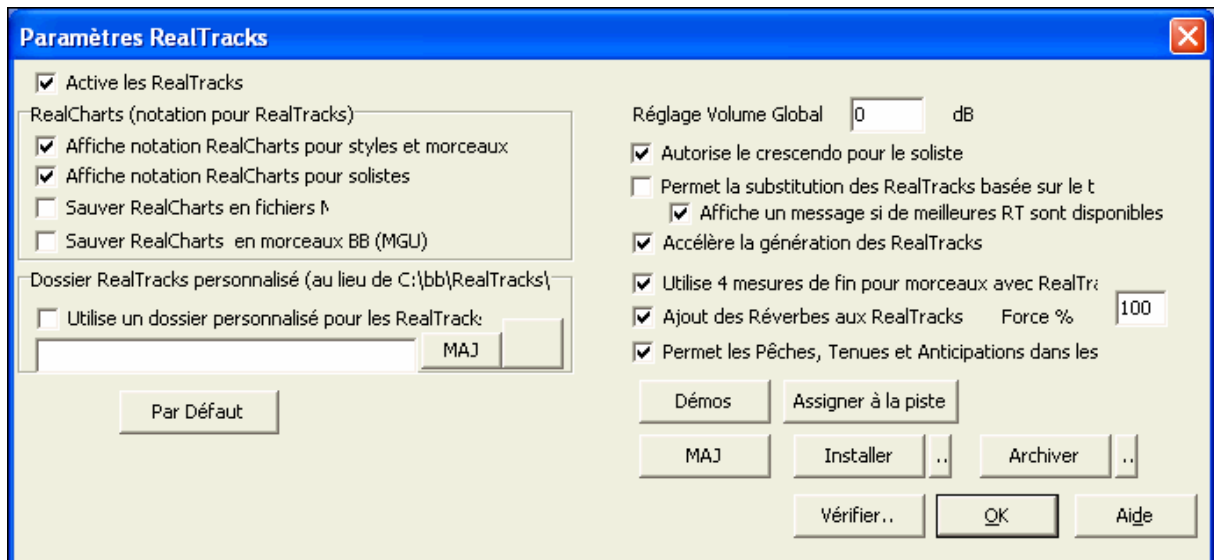 Paramètres RealTracks
Active les RealTracks
RealCharts (notation pour RealTracks)
Affiche notation RealCharts pour styles et morceaux
Affiche notation RealCharts pour solistes
Sauver RealCharts en fichiers
Sauver RealCharts en morceaux BB (MGU)
Dossier RealTracks personnalisé (au lieu de C:\bb\RealTracks\
Utilise un dossier personnalisé pour les RealTracks
MAJ
Par Défaut
Réglage Volume Global 0 dB
Autorise le crescendo pour le soliste
Permet la substitution des RealTracks basée sur le t
Affiche un message si de meilleures RT sont disponibles
Accélère la génération des RealTracks
Utilise 4 mesures de fin pour morceaux avec RealTra
Ajout des Réverbes aux RealTracks Force % 100
Permet les Pêches, Tenues et Anticipations dans les
Démos Assigner à la piste
MAJ Installer .. Archiver ..
Vérifier.. OK Aide